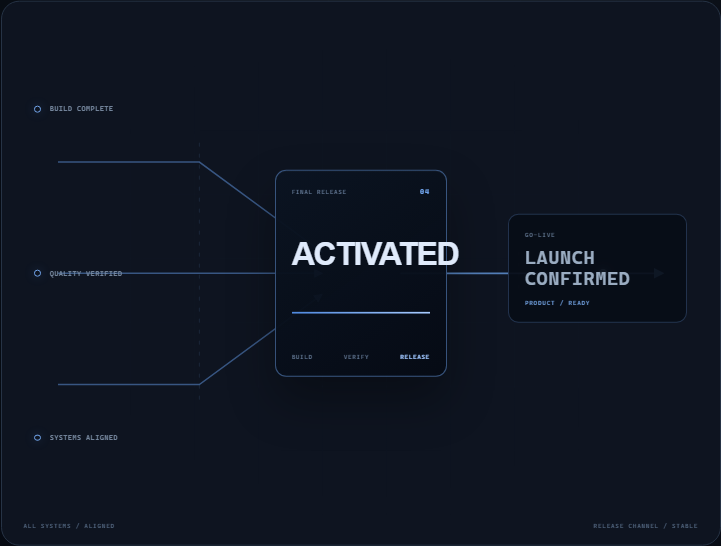 BUILD COMPLETE
FINAL RELEASE 04
ACTIVATED
GO-LIVE
LAUNCH
CONFIRMED
QUALITY VERIFIED
PRODUCT / READY
BUILD VERIFY RELEASE
SYSTEMS ALIGNED
ALL SYSTEMS / ALIGNED
RELEASE CHANNEL / STABLE